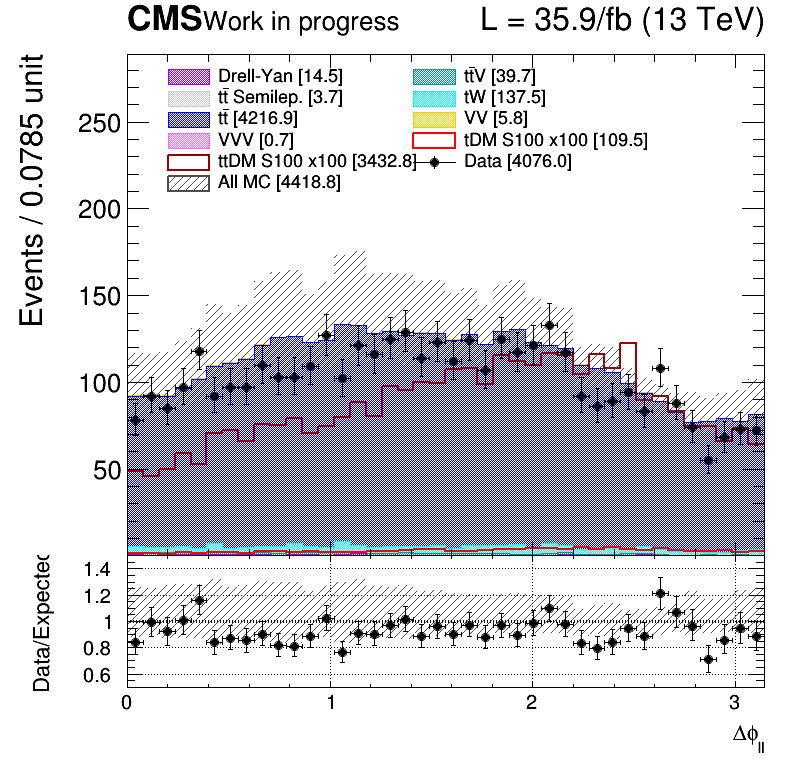 CMS Work in progress L = 35.9/fb (13 TeV)
Drell-Yan [14.5] tt̄V [39.7]
tt̄ Semilep. [3.7] tW [137.5]
tt̄ [4216.9] VV [5.8]
VVV [0.7] tDM S100 x100 [109.5]
ttDM S100 x100 [3432.8] Data [4076.0]
All MC [4418.8]
Events / 0.0785 unit
250
200
150
100
50
Data/Expected
1.4
1.2
1
0.8
0.6
0 1 2 3
Δϕ_ll